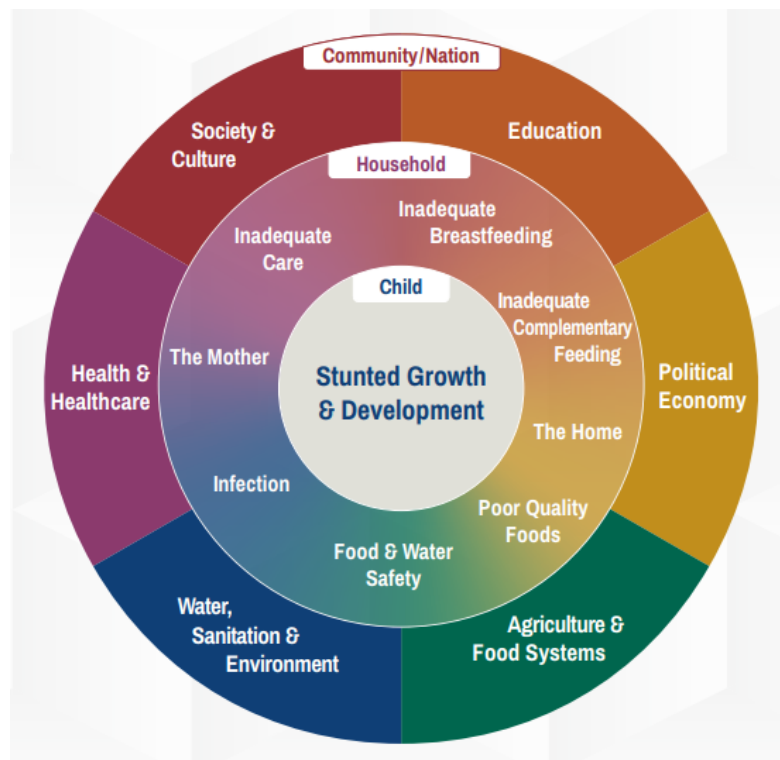 Community/Nation
Society &
Culture
Education
Household
Inadequate
Breastfeeding
Inadequate
Care
Child
Inadequate
Complementary
Feeding
The Mother
Health &
Healthcare
Stunted Growth
& Development
Political
Economy
The Home
Infection
Poor Quality
Foods
Food & Water
Safety
Water,
Sanitation &
Environment
Agriculture &
Food Systems